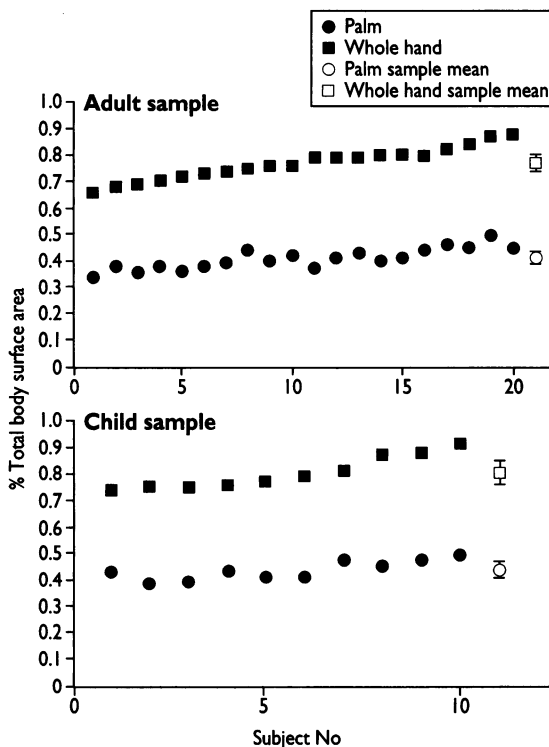 Palm
Whole hand
Palm sample mean
Whole hand sample mean
Adult sample
1.0
0.9
0.8
0.7
0.6
0.5
0.4
0.3
0.2
0.1
0
0 5 10 15 20
Child sample
1.0
0.9
0.8
0.7
0.6
0.5
0.4
0.3
0.2
0.1
0
0 5 10
% Total body surface area
Subject No